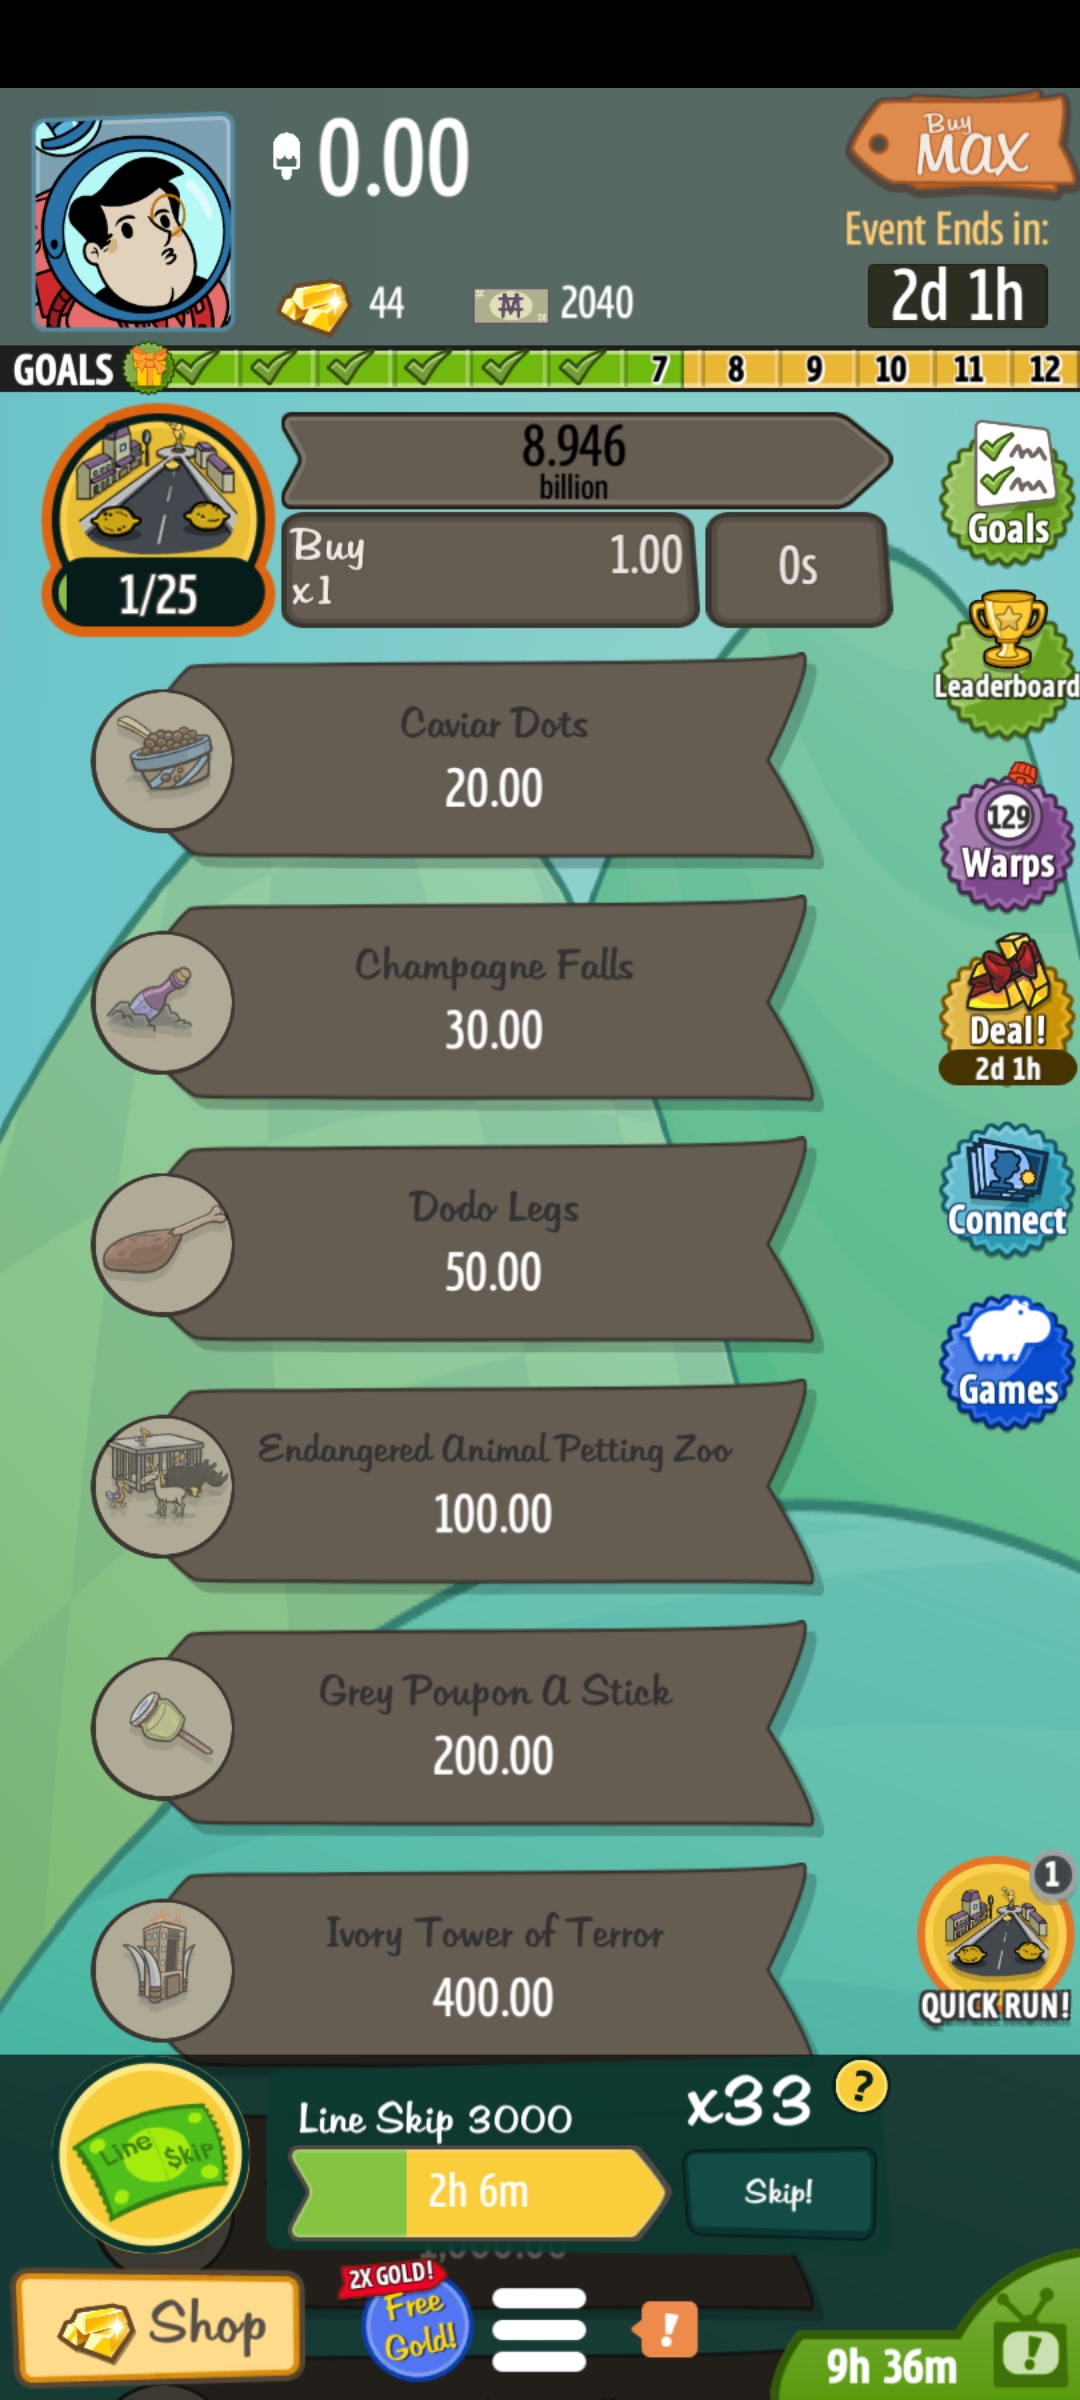 0.00
Buy
MAX
Event Ends in:
2d 1h
44
2040
GOALS
7
8
9
10
11
12
8.946
billion
Buy
x1
1.00
0s
1/25
Goals
Leaderboard
Caviar Dots
20.00
129
Warps
Champagne Falls
30.00
Deal!
2d 1h
Dodo Legs
50.00
Connect
Games
Endangered Animal Petting Zoo
100.00
Grey Poupon A Stick
200.00
Ivory Tower of Terror
400.00
1
QUICK RUN!
Line $kip
Line Skip 3000
x33
?
2h 6m
Skip!
Shop
2X GOLD!
Free
Gold!
!
9h 36m
!